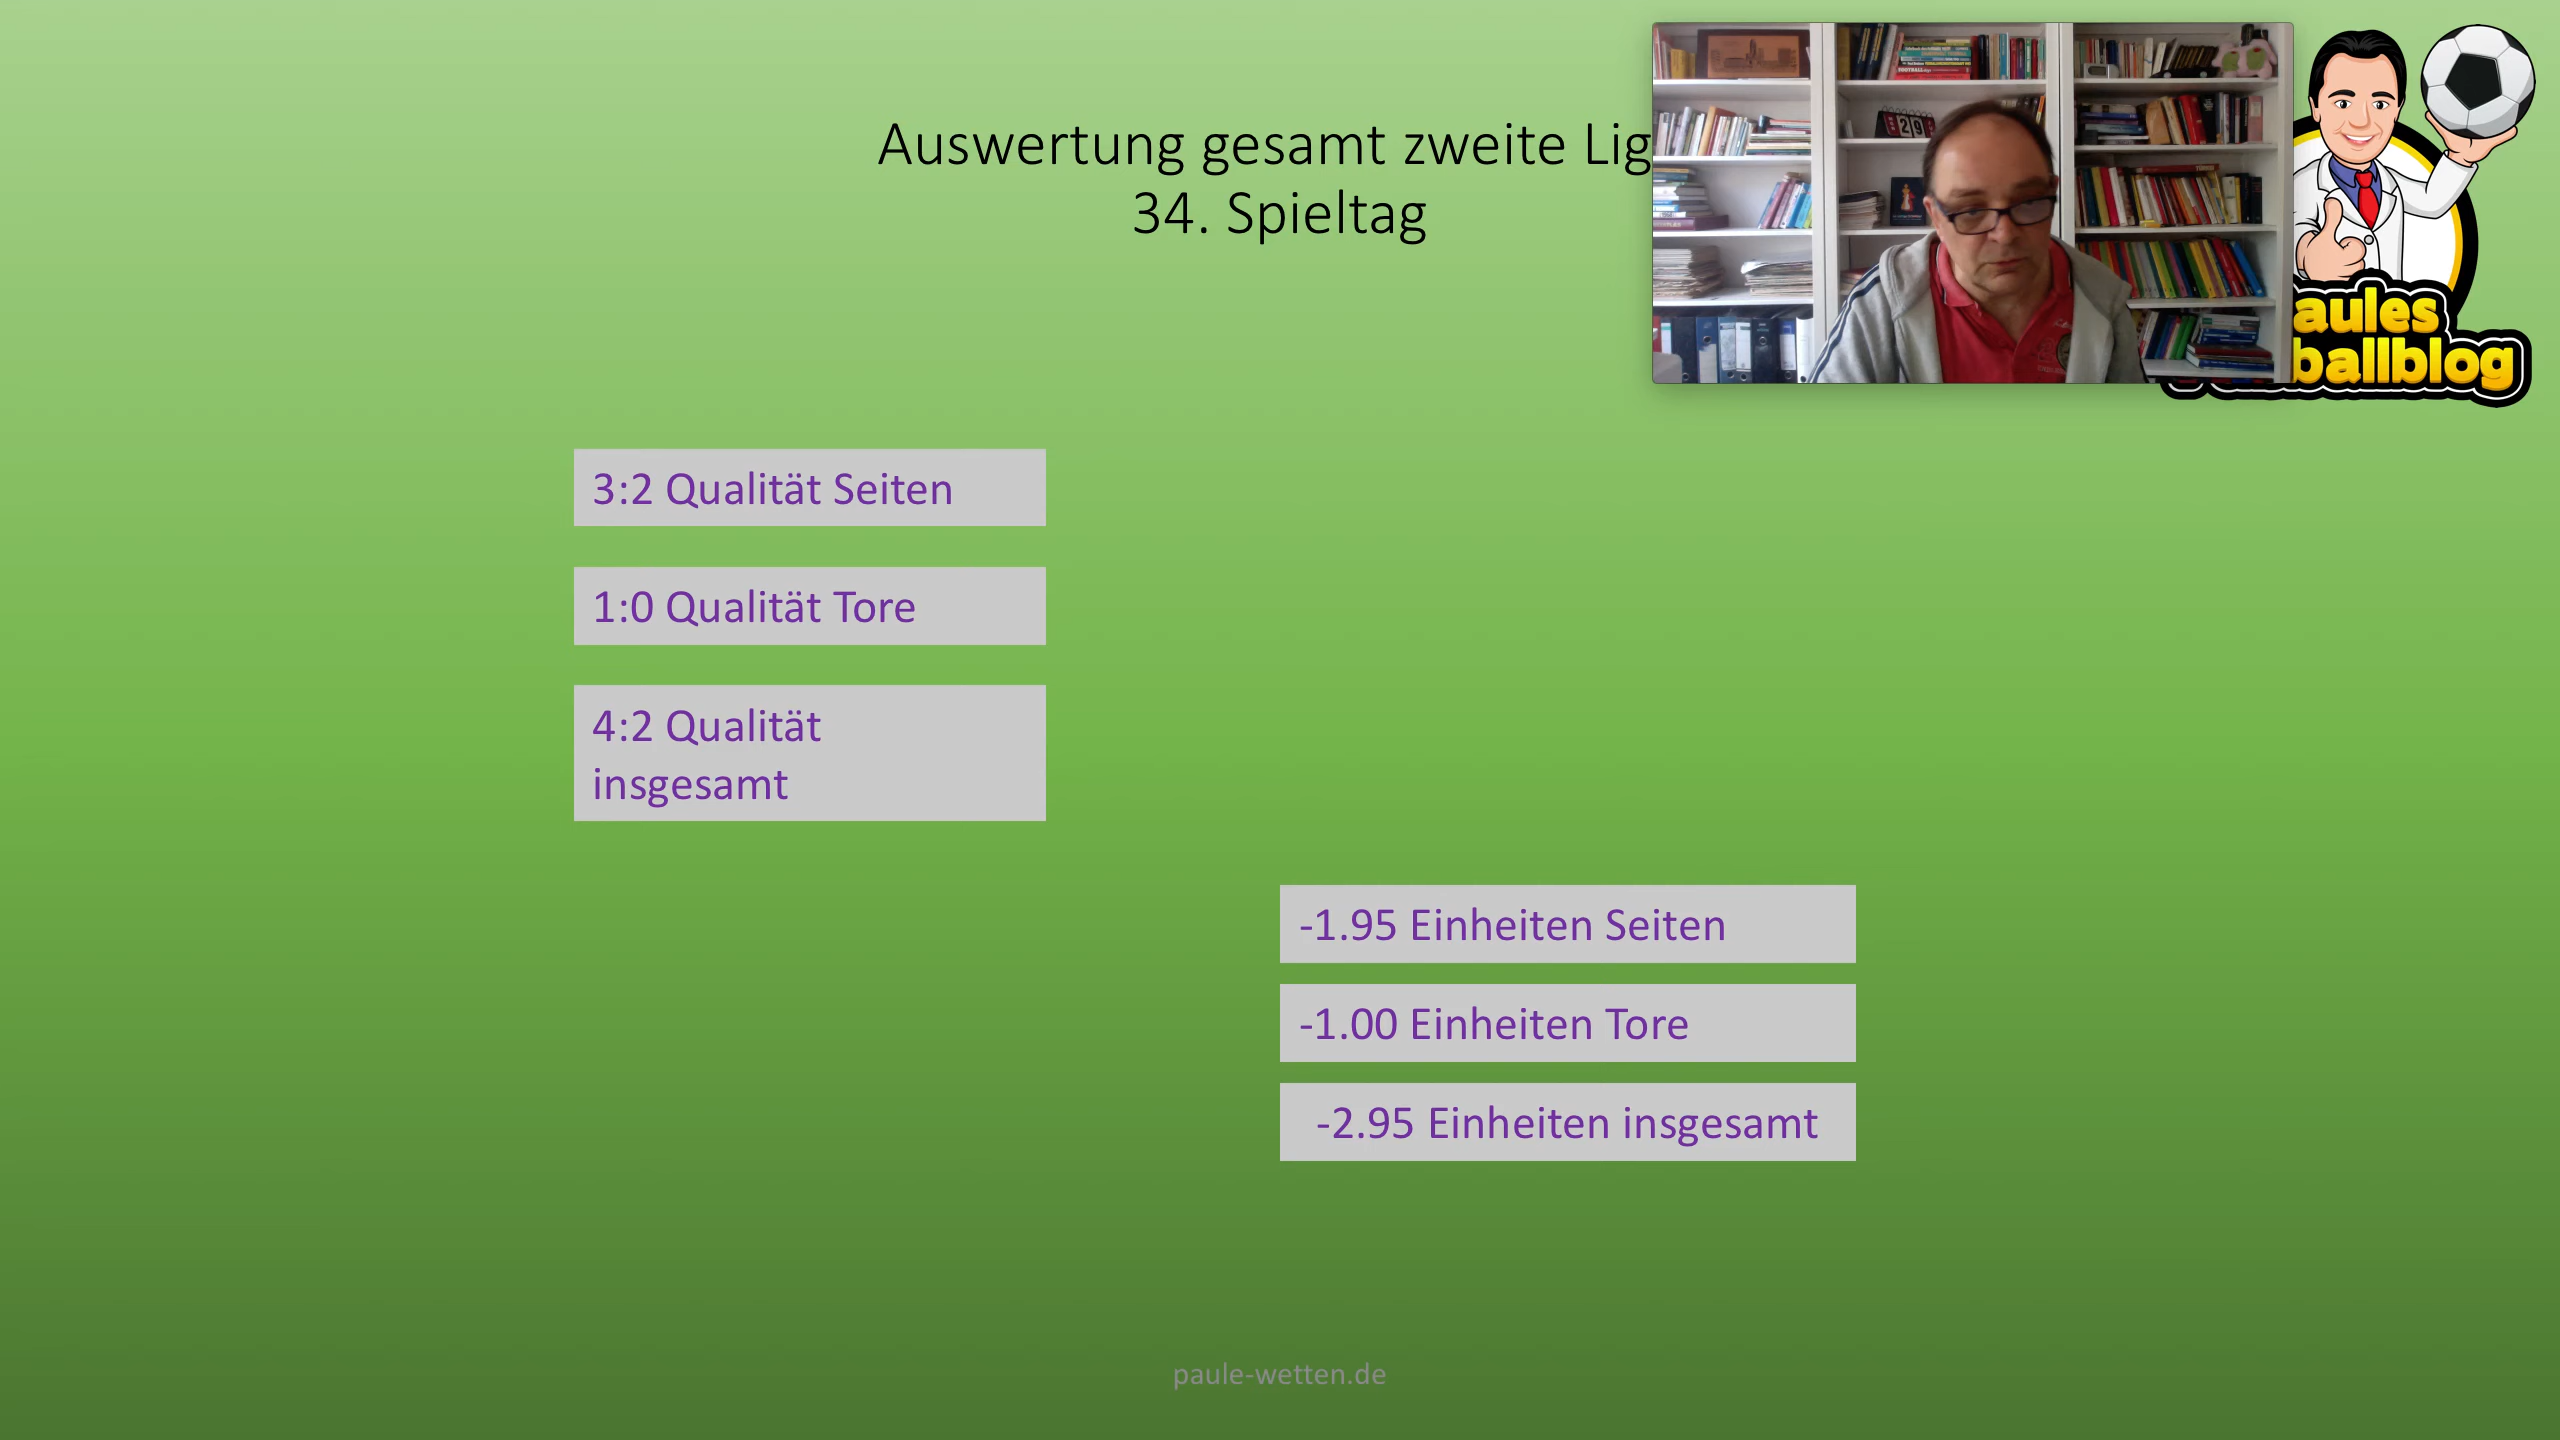 Auswertung gesamt zweite Lig
34. Spieltag
29
aules
ballblog
3:2 Qualität Seiten
1:0 Qualität Tore
4:2 Qualität
insgesamt
-1.95 Einheiten Seiten
-1.00 Einheiten Tore
-2.95 Einheiten insgesamt
paule-wetten.de